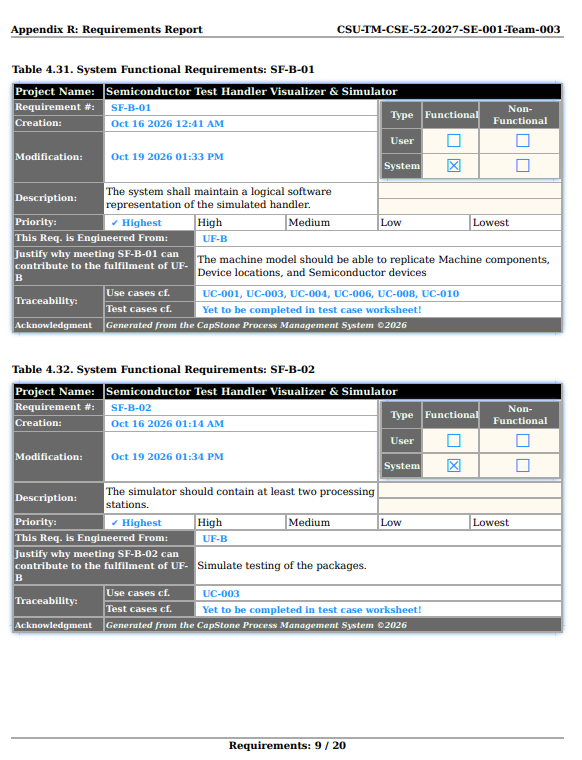 Appendix R: Requirements Report CSU-TM-CSE-52-2027-SE-001-Team-003
Table 4.31. System Functional Requirements: SF-B-01
Project Name: Semiconductor Test Handler Visualizer & Simulator
Requirement #: SF-B-01
Creation: Oct 16 2026 12:41 AM
Modification: Oct 19 2026 01:33 PM
Type Functional Non-
Functional
User ☐ ☐
System ☒ ☐
Description: The system shall maintain a logical software
representation of the simulated handler.
Priority: ✔ Highest High Medium Low Lowest
This Req. is Engineered From: UF-B
Justify why meeting SF-B-01 can
contribute to the fulfilment of UF-
B
The machine model should be able to replicate Machine components,
Device locations, and Semiconductor devices
Traceability: Use cases cf. UC-001, UC-003, UC-004, UC-006, UC-008, UC-010
Test cases cf. Yet to be completed in test case worksheet!
Acknowledgment Generated from the CapStone Process Management System ©2026
Table 4.32. System Functional Requirements: SF-B-02
Project Name: Semiconductor Test Handler Visualizer & Simulator
Requirement #: SF-B-02
Creation: Oct 16 2026 01:14 AM
Modification: Oct 19 2026 01:34 PM
Type Functional Non-
Functional
User ☐ ☐
System ☒ ☐
Description: The simulator should contain at least two processing
stations.
Priority: ✔ Highest High Medium Low Lowest
This Req. is Engineered From: UF-B
Justify why meeting SF-B-02 can
contribute to the fulfilment of UF-
B
Simulate testing of the packages.
Traceability: Use cases cf. UC-003
Test cases cf. Yet to be completed in test case worksheet!
Acknowledgment Generated from the CapStone Process Management System ©2026
Requirements: 9 / 20